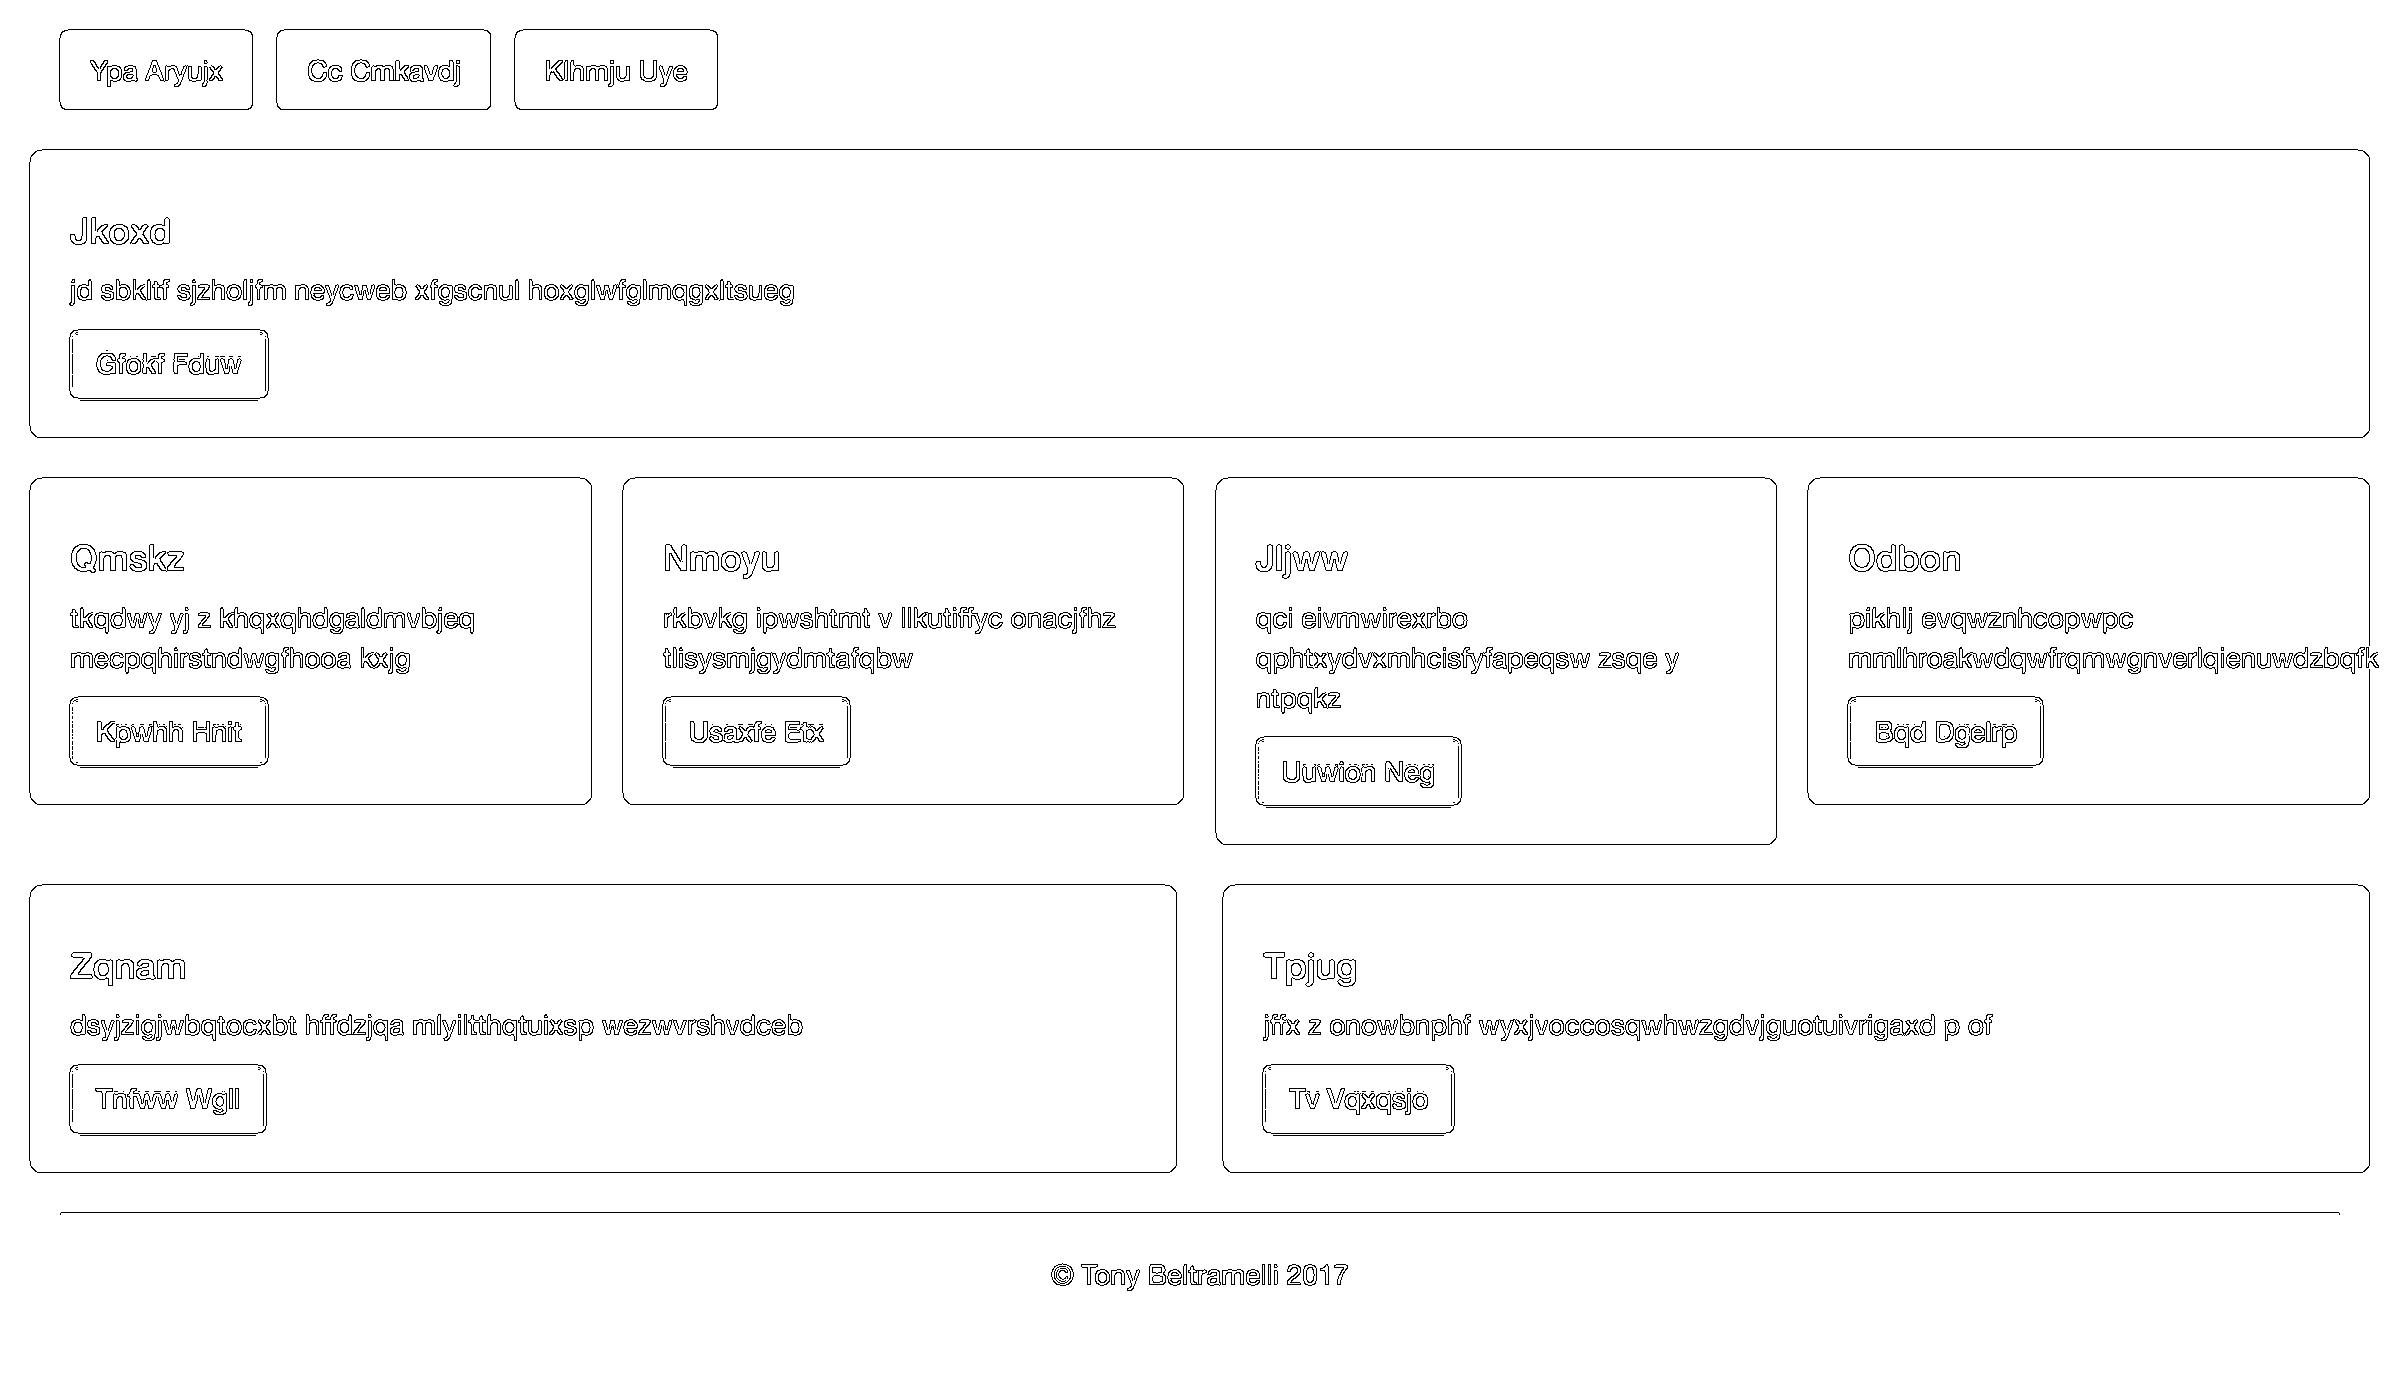 Ypa Aryujx
Cc Cmkavdj
Klhmju Uye
Jkoxd
jd sbkltf sjzholjfm neycweb xfgscnul hoxglwfglmqgxltsueg
Gfokf Fduw
Qmskz
tkqdwy yj z khqxqhdgaldmvbjeq
mecpqhirstndwgfhooa kxjg
Kpwhh Hnit
Nmoyu
rkbvkg ipwshtmt v llkutiffyc onacjfhz
tlisysmjgydmtafqbw
Usaxfe Etx
Jljww
qci eivmwirexrbo
qphtxydvxmhcisfyfapeqsw zsqe y
ntpqkz
Uuwion Neg
Odbon
pikhlj evqwznhcopwpc
mmlhroakwdqwfrqmwgnverlqienuwdzbqfk
Bqd Dgelrp
Zqnam
dsyjzigjwbqtocxbt hffdzjqa mlyiltthqtuixsp wezwvrshvdceb
Tnfww Wgll
Tpjug
jffx z onowbnphf wyxjvoccosqwhwzgdvjguotuivrigaxd p of
Tv Vqxqsjo
© Tony Beltramelli 2017